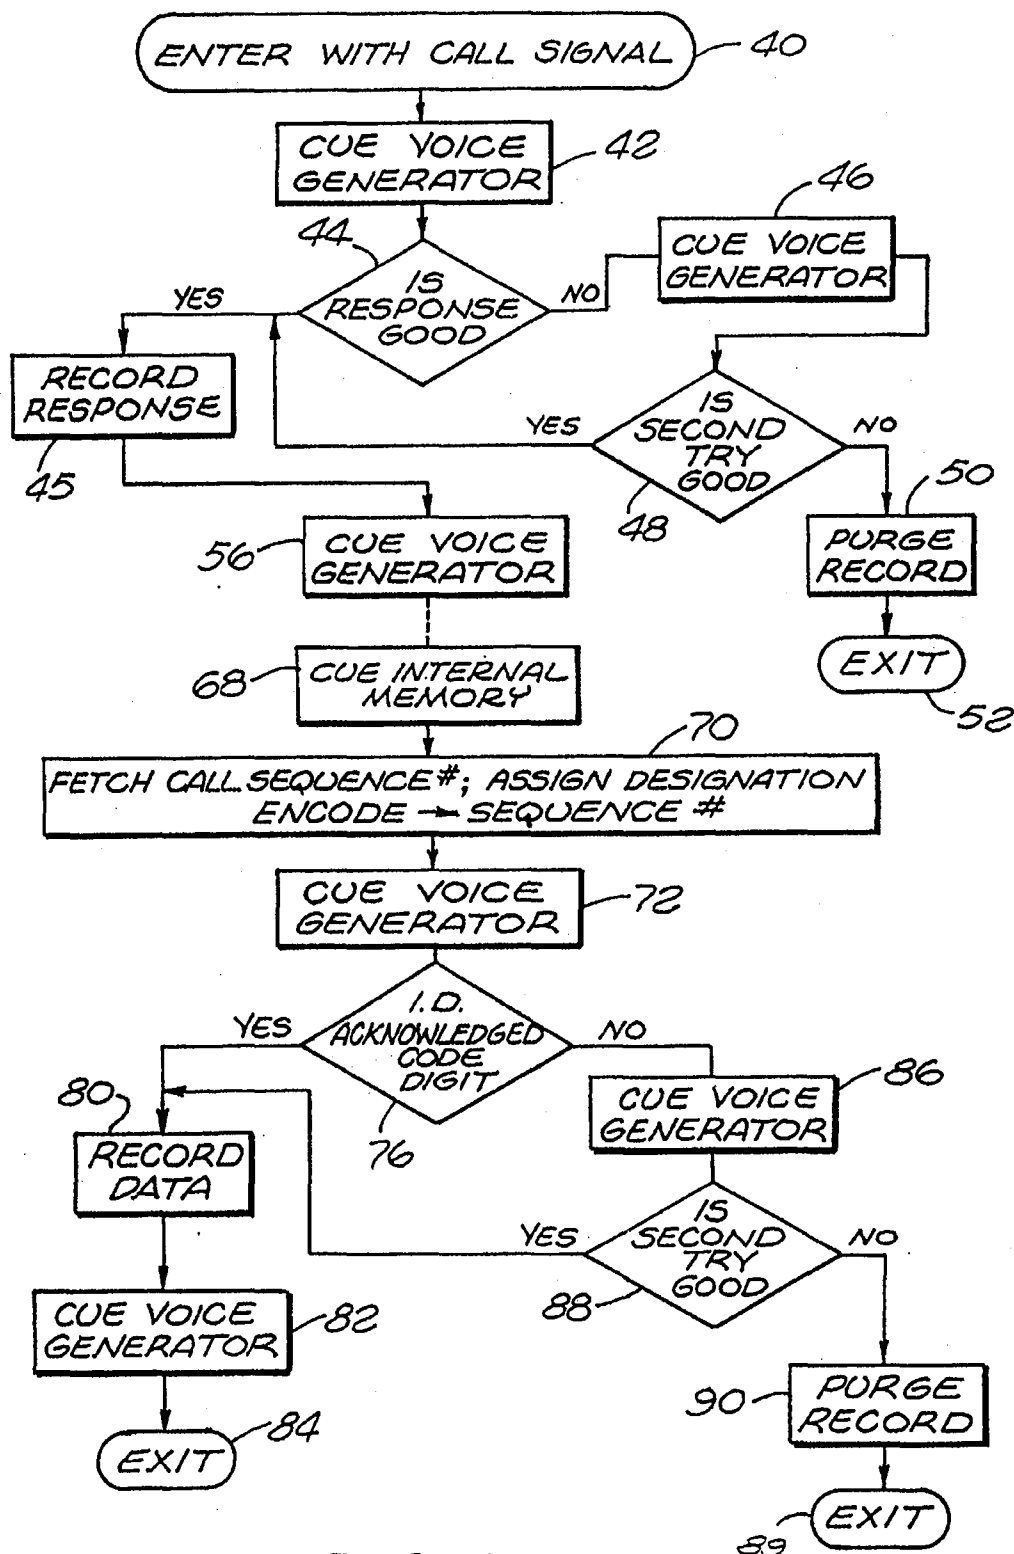 ENTER WITH CALL SIGNAL
40
CUE VOICE
GENERATOR
42
44
IS
RESPONSE
GOOD
YES
NO
46
CUE VOICE
GENERATOR
RECORD
RESPONSE
45
IS
SECOND
TRY
GOOD
YES
NO
48
50
PURGE
RECORD
EXIT
52
56
CUE VOICE
GENERATOR
68
CUE INTERNAL
MEMORY
70
FETCH CALL SEQUENCE #; ASSIGN DESIGNATION
ENCODE → SEQUENCE #
CUE VOICE
GENERATOR
72
I.D.
ACKNOWLEDGED
CODE
DIGIT
YES
NO
76
80
RECORD
DATA
86
CUE VOICE
GENERATOR
IS
SECOND
TRY
GOOD
YES
NO
88
CUE VOICE
GENERATOR
82
90
PURGE
RECORD
EXIT
84
EXIT
89